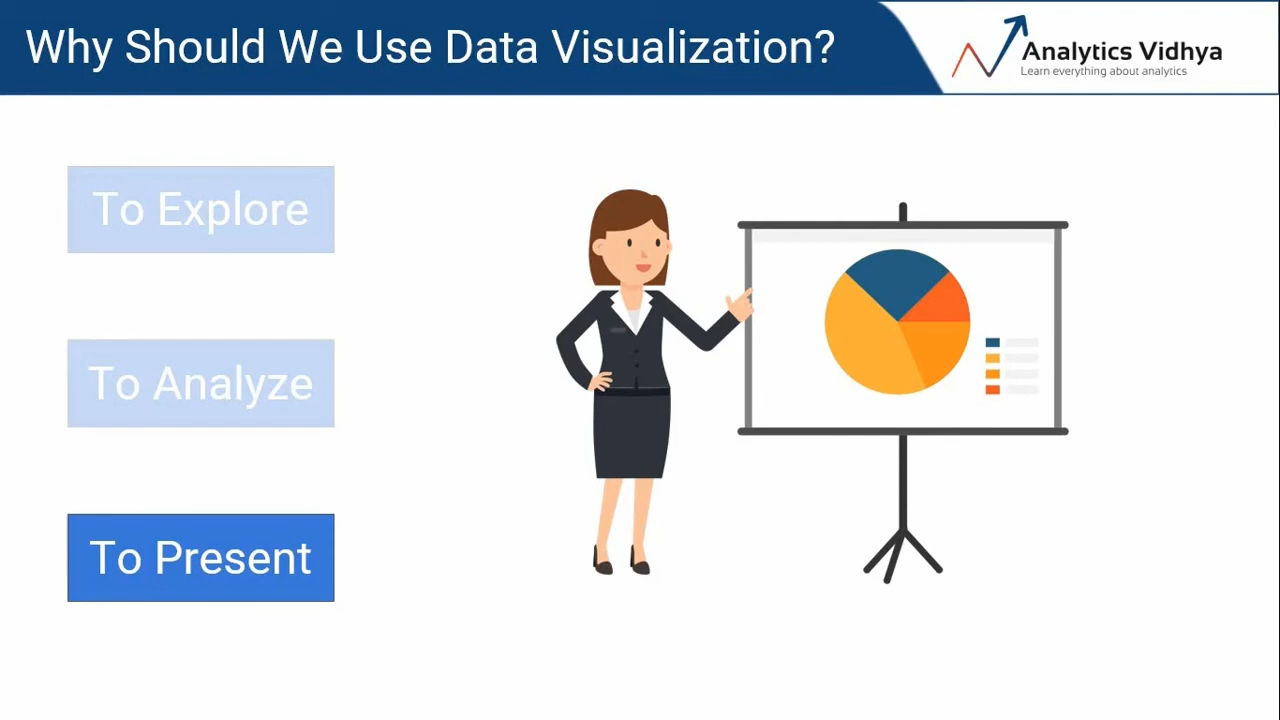 Why Should We Use Data Visualization?
Analytics Vidhya
Learn everything about analytics
To Explore
To Analyze
To Present